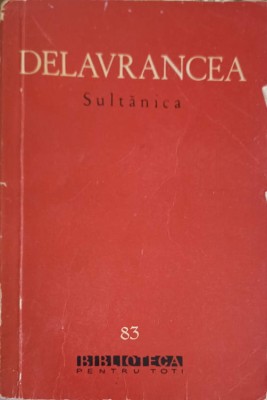 DELAVRANCEA
Sultănica
83
BIBLIOTECA
PENTRU TOȚI